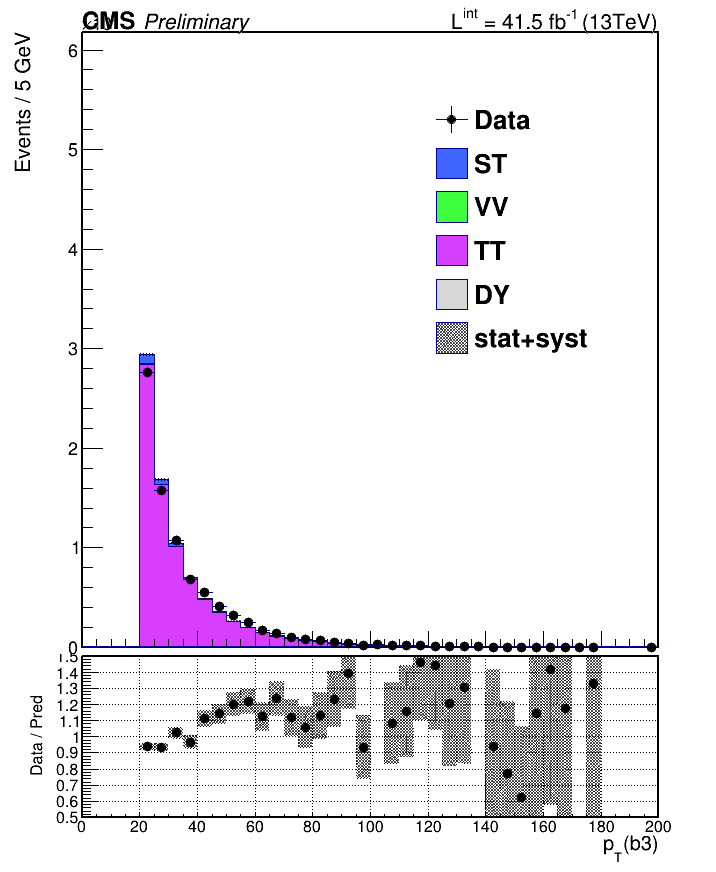 CMS Preliminary L^int = 41.5 fb^-1 (13TeV)
Events / 5 GeV
6
5
4
3
2
1
0
Data
ST
VV
TT
DY
stat+syst
Data / Pred
1.5
1.4
1.3
1.2
1.1
1
0.9
0.8
0.7
0.6
0.5
0 20 40 60 80 100 120 140 160 180 200
p_T(b3)